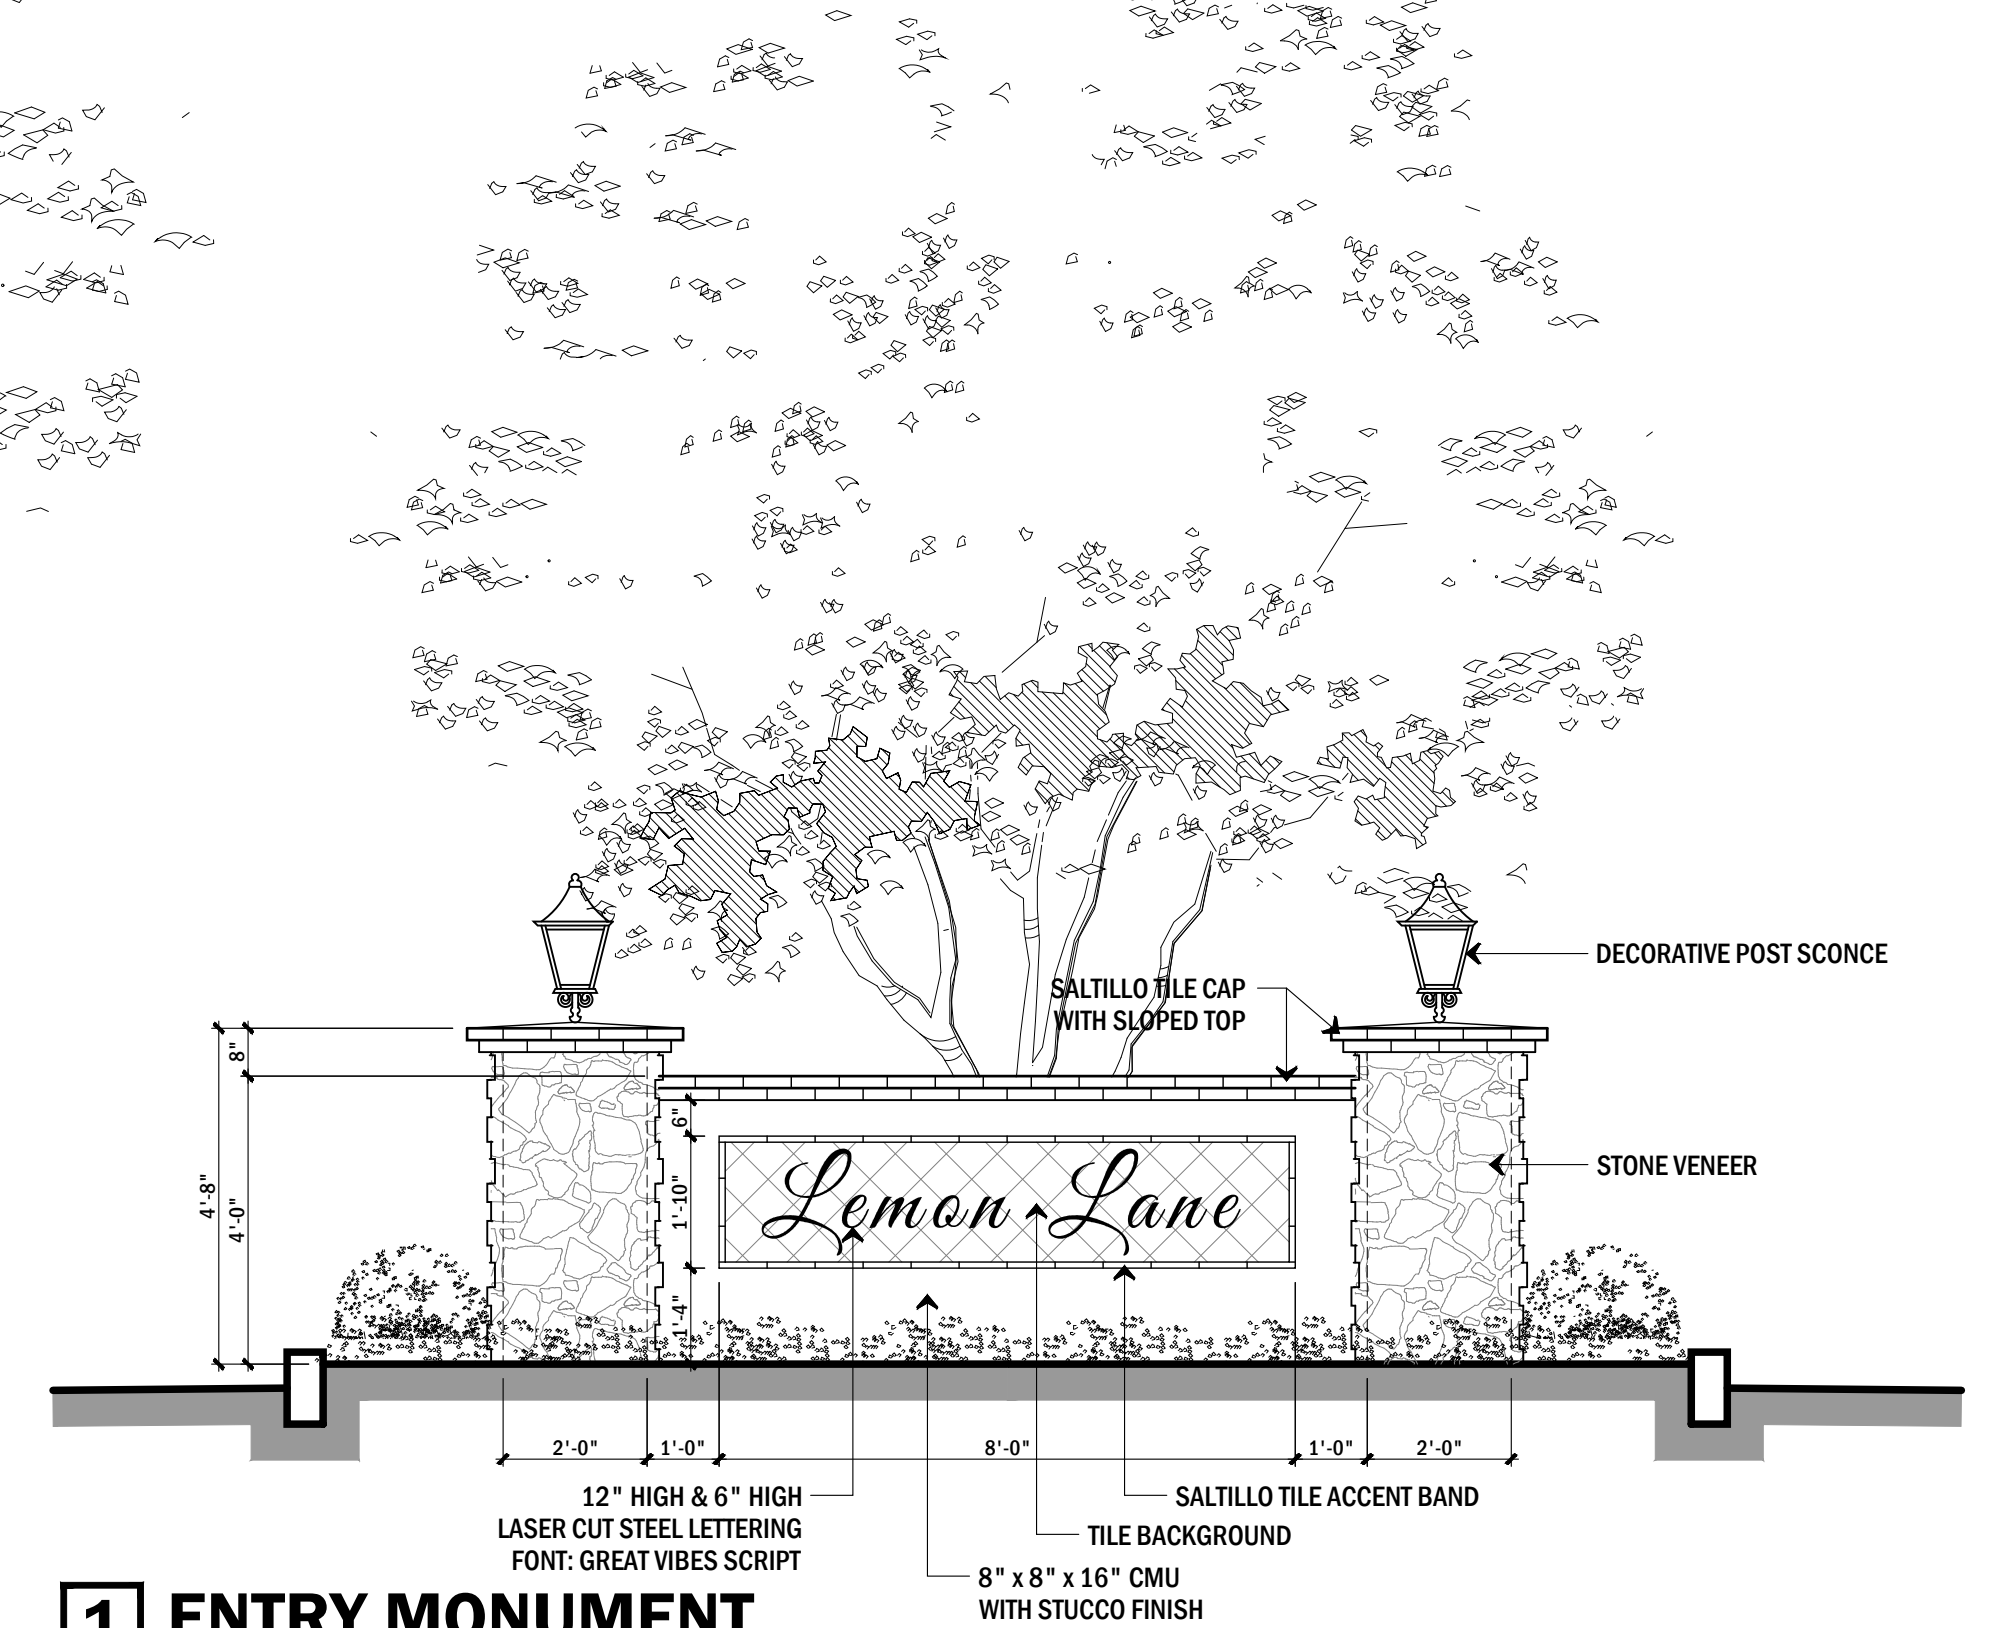 DECORATIVE POST SCONCE
SALTILLO TILE CAP
WITH SLOPED TOP
8"
6"
4'-8"
4'-0"
1'-10"
1'-4"
Lemon Lane
STONE VENEER
2'-0"
1'-0"
8'-0"
1'-0"
2'-0"
12" HIGH & 6" HIGH
LASER CUT STEEL LETTERING
FONT: GREAT VIBES SCRIPT
SALTILLO TILE ACCENT BAND
TILE BACKGROUND
8" x 8" x 16" CMU
WITH STUCCO FINISH
1 ENTRY MONUMENT